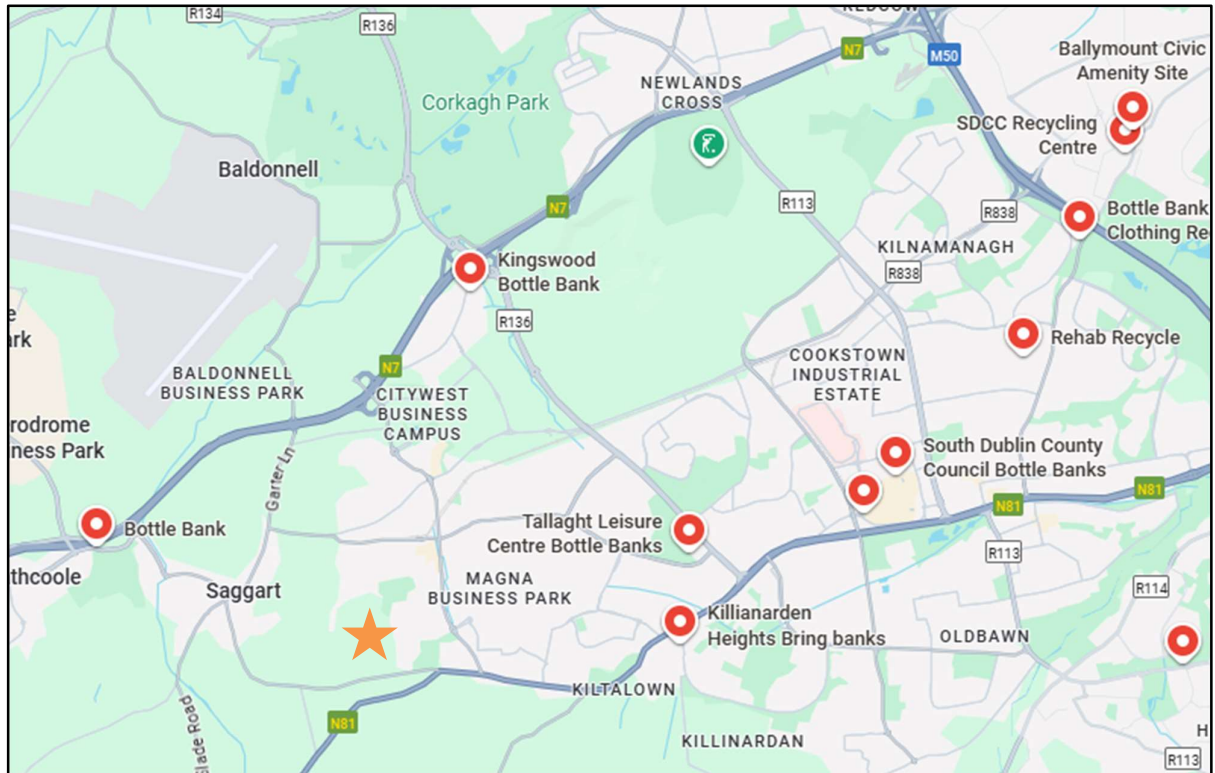 R134
R136
REDCOW
N7
M50
Ballymount Civic
Amenity Site
NEWLANDS
CROSS
Corkagh Park
SDCC Recycling
Centre
Baldonnell
N7
R113
R838
Bottle Bank
Clothing Re
KILNAMANAGH
R838
Kingswood
Bottle Bank
R136
e
ark
Rehab Recycle
N7
BALDONNELL
BUSINESS PARK
CITYWEST
BUSINESS
CAMPUS
COOKSTOWN
INDUSTRIAL
ESTATE
rodrome
ness Park
Garter Ln
South Dublin County
Council Bottle Banks
N81
N81
Bottle Bank
Tallaght Leisure
Centre Bottle Banks
R113
thcoole
Saggart
MAGNA
BUSINESS PARK
R114
Killianarden
Heights Bring banks
OLDBAWN
KILTALOWN
N81
Slade Road
KILLINARDAN
H
R113